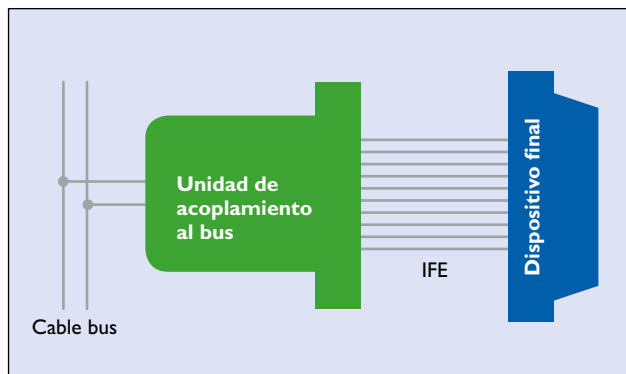 Unidad de
acoplamiento
al bus
Dispositivo final
IFE
Cable bus